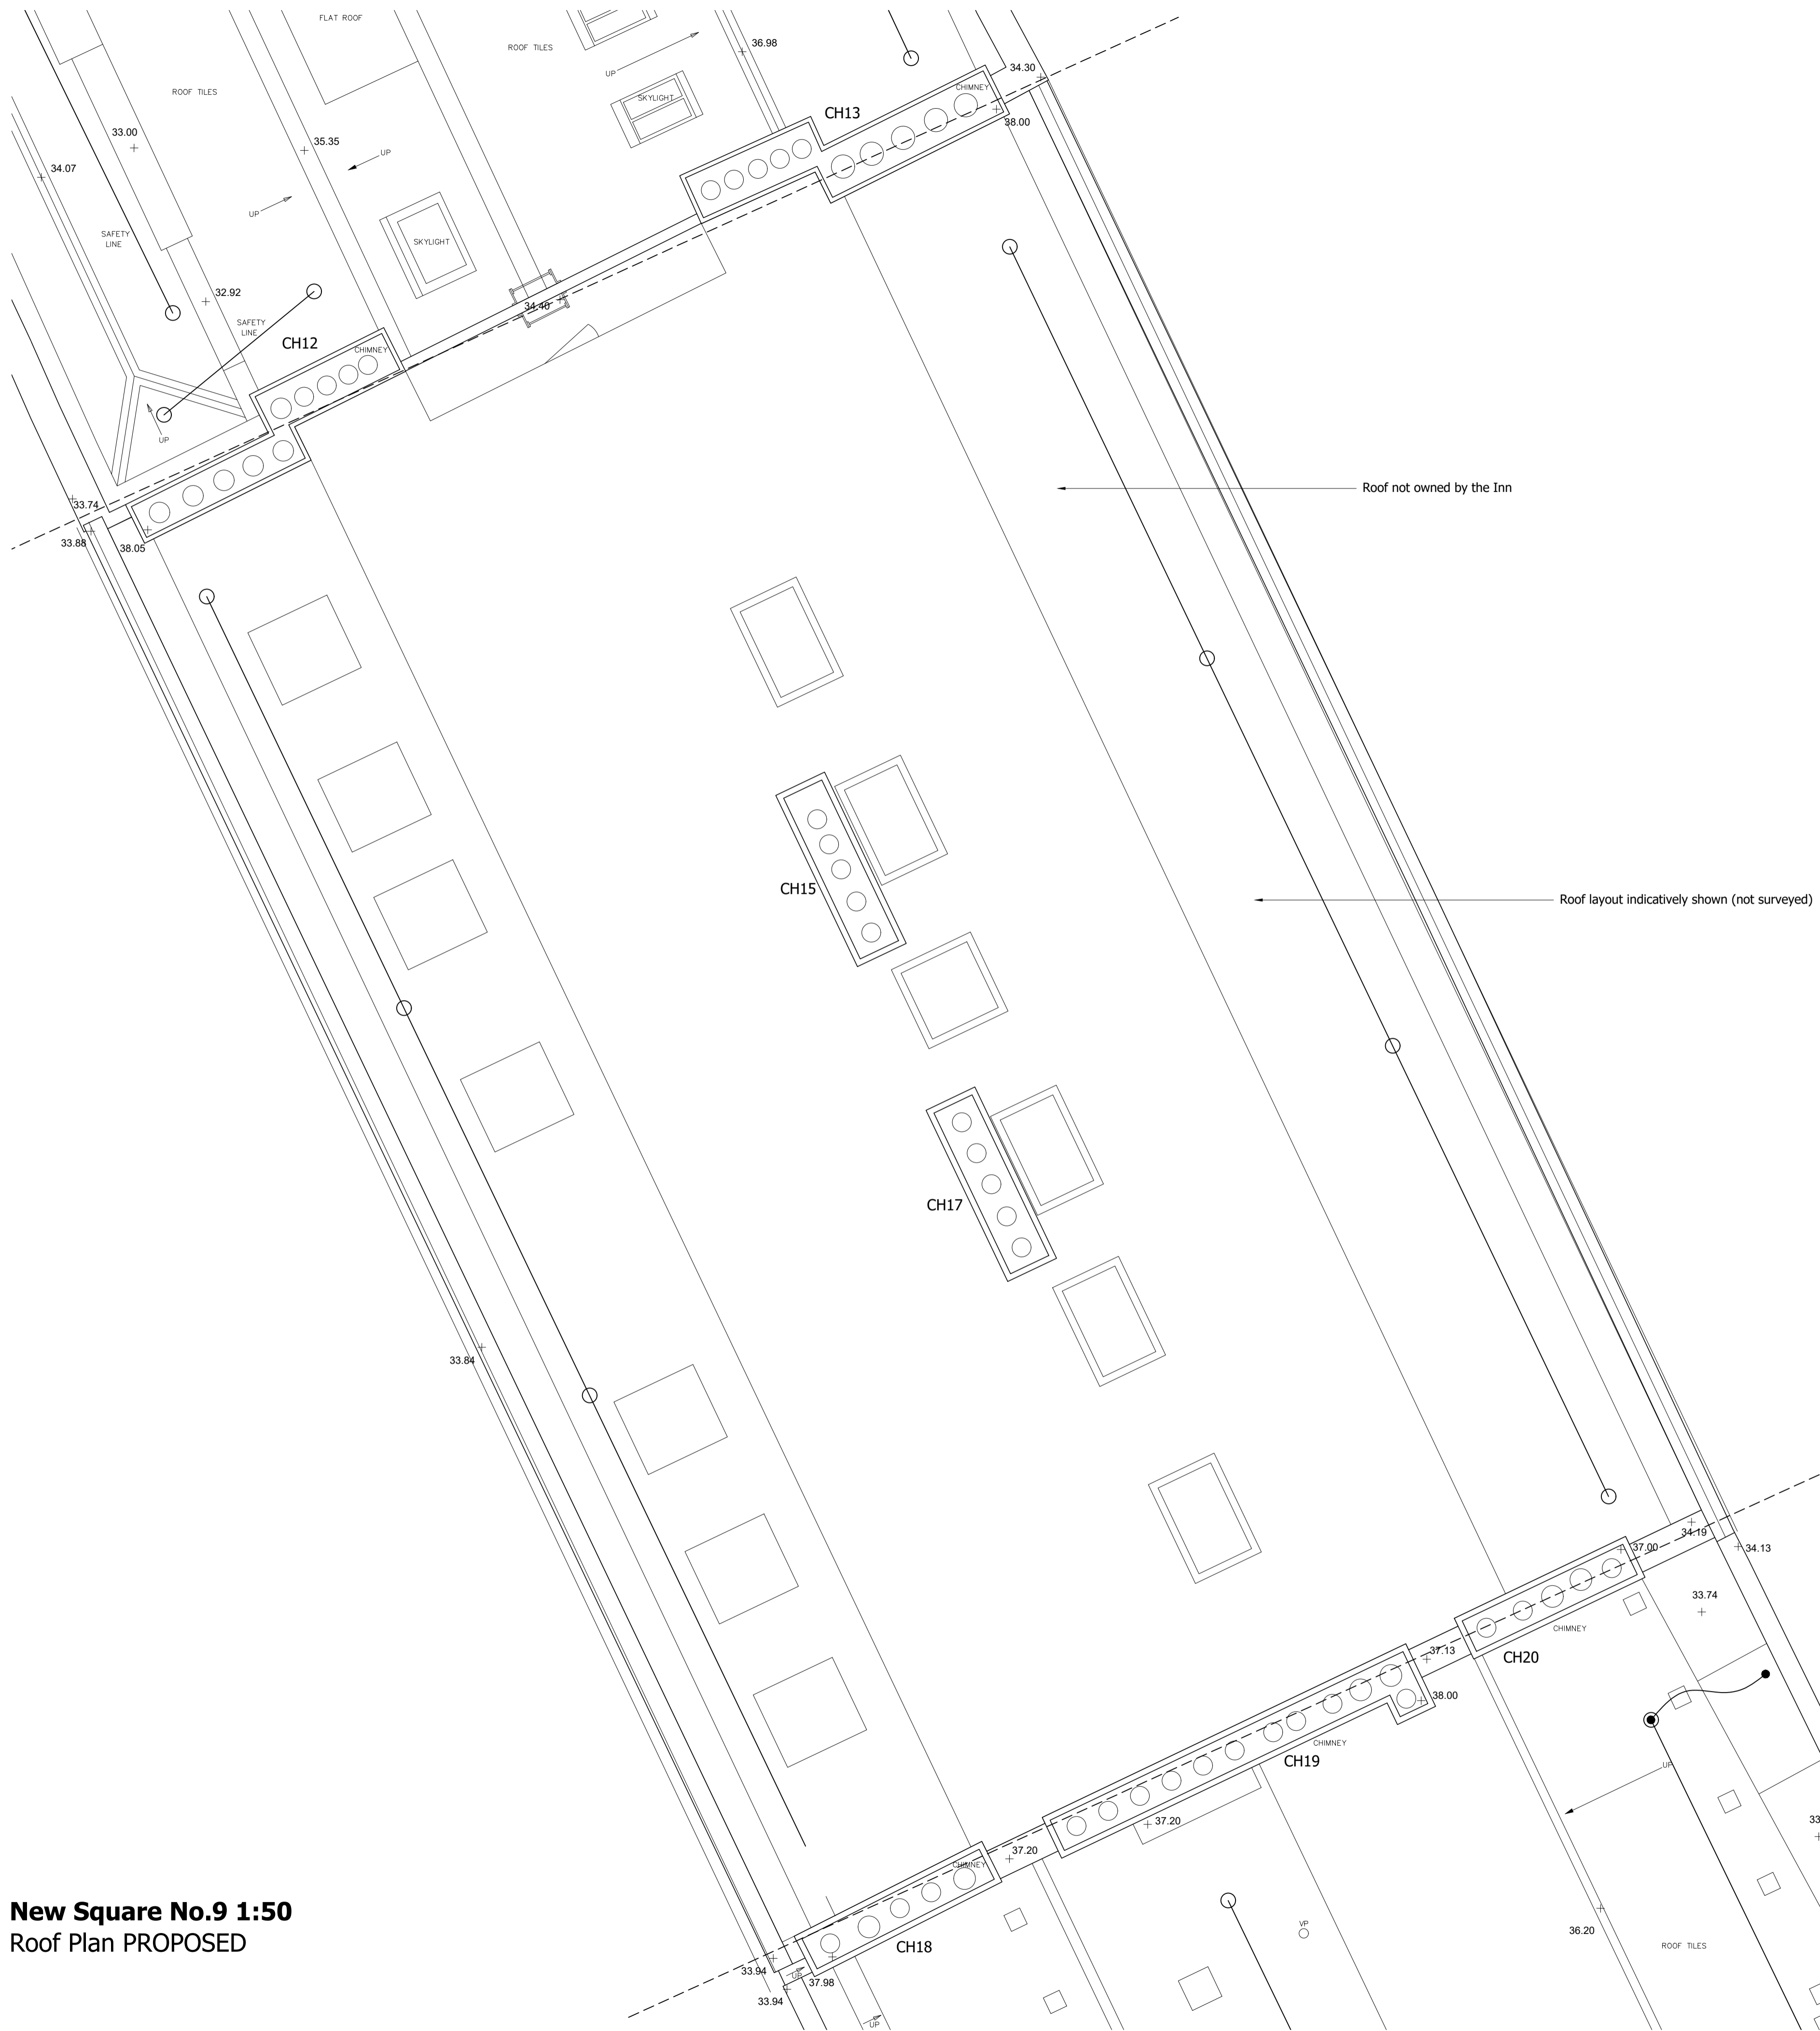 FLAT ROOF
ROOF TILES
36.98
UP
34.30
CHIMNEY
ROOF TILES
SKYLIGHT
CH13
38.00
33.00
35.35
UP
34.07
UP
SAFETY
LINE
SKYLIGHT
32.92
34.40
SAFETY
LINE
CH12
CHIMNEY
UP
Roof not owned by the Inn
33.74
33.88
38.05
CH15
Roof layout indicatively shown (not surveyed)
CH17
33.84
34.19
37.00
34.13
33.74
CHIMNEY
37.13
CH20
38.00
CHIMNEY
CH19
UP
37.20
33
37.20
CHIMNEY
New Square No.9 1:50
Roof Plan PROPOSED
VP
36.20
CH18
ROOF TILES
33.94
UP
37.98
33.94
UP